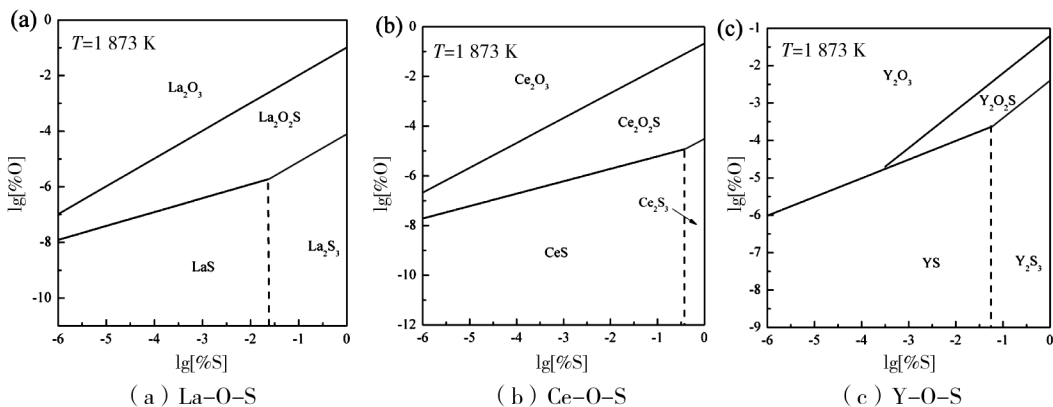 (a)
T=1 873 K
La₂O₃
La₂O₂S
LaS
La₂S₃
lg[%O]
0
-2
-4
-6
-8
-10
-6 -5 -4 -3 -2 -1 0
lg[%S]
(a) La-O-S
(b)
T=1 873 K
Ce₂O₃
Ce₂O₂S
Ce₂S₃
CeS
lg[%O]
0
-2
-4
-6
-8
-10
-12
-6 -5 -4 -3 -2 -1 0
lg[%S]
(b) Ce-O-S
(c)
T=1 873 K
Y₂O₃
Y₂O₂S
YS
Y₂S₃
lg[%O]
-1
-2
-3
-4
-5
-6
-7
-8
-9
-6 -5 -4 -3 -2 -1 0
lg[%S]
(c) Y-O-S